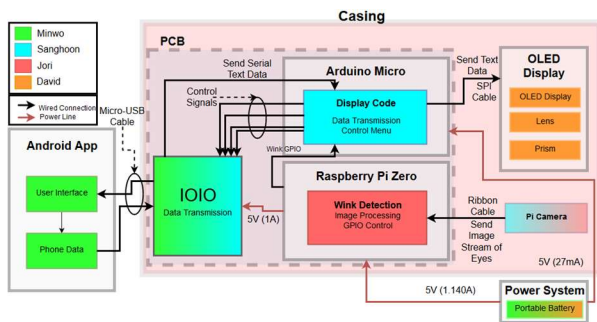 Casing
Minwo
Sanghoon
Jori
David
Wired Connection
Power Line
PCB
Send Serial
Text Data
Control
Signals
Micro-USB
Cable
Arduino Micro
Display Code
Data Transmission
Control Menu
Send Text
Data
SPI
Cable
OLED
Display
OLED Display
Lens
Prism
Android App
User Interface
Phone Data
IOIO
Data Transmission
Wink GPIO
5V (1A)
Raspberry Pi Zero
Wink Detection
Image Processing
GPIO Control
Ribbon
Cable
Send
Image
Stream of
Eyes
Pi Camera
5V (27mA)
5V (1.140A)
Power System
Portable Battery